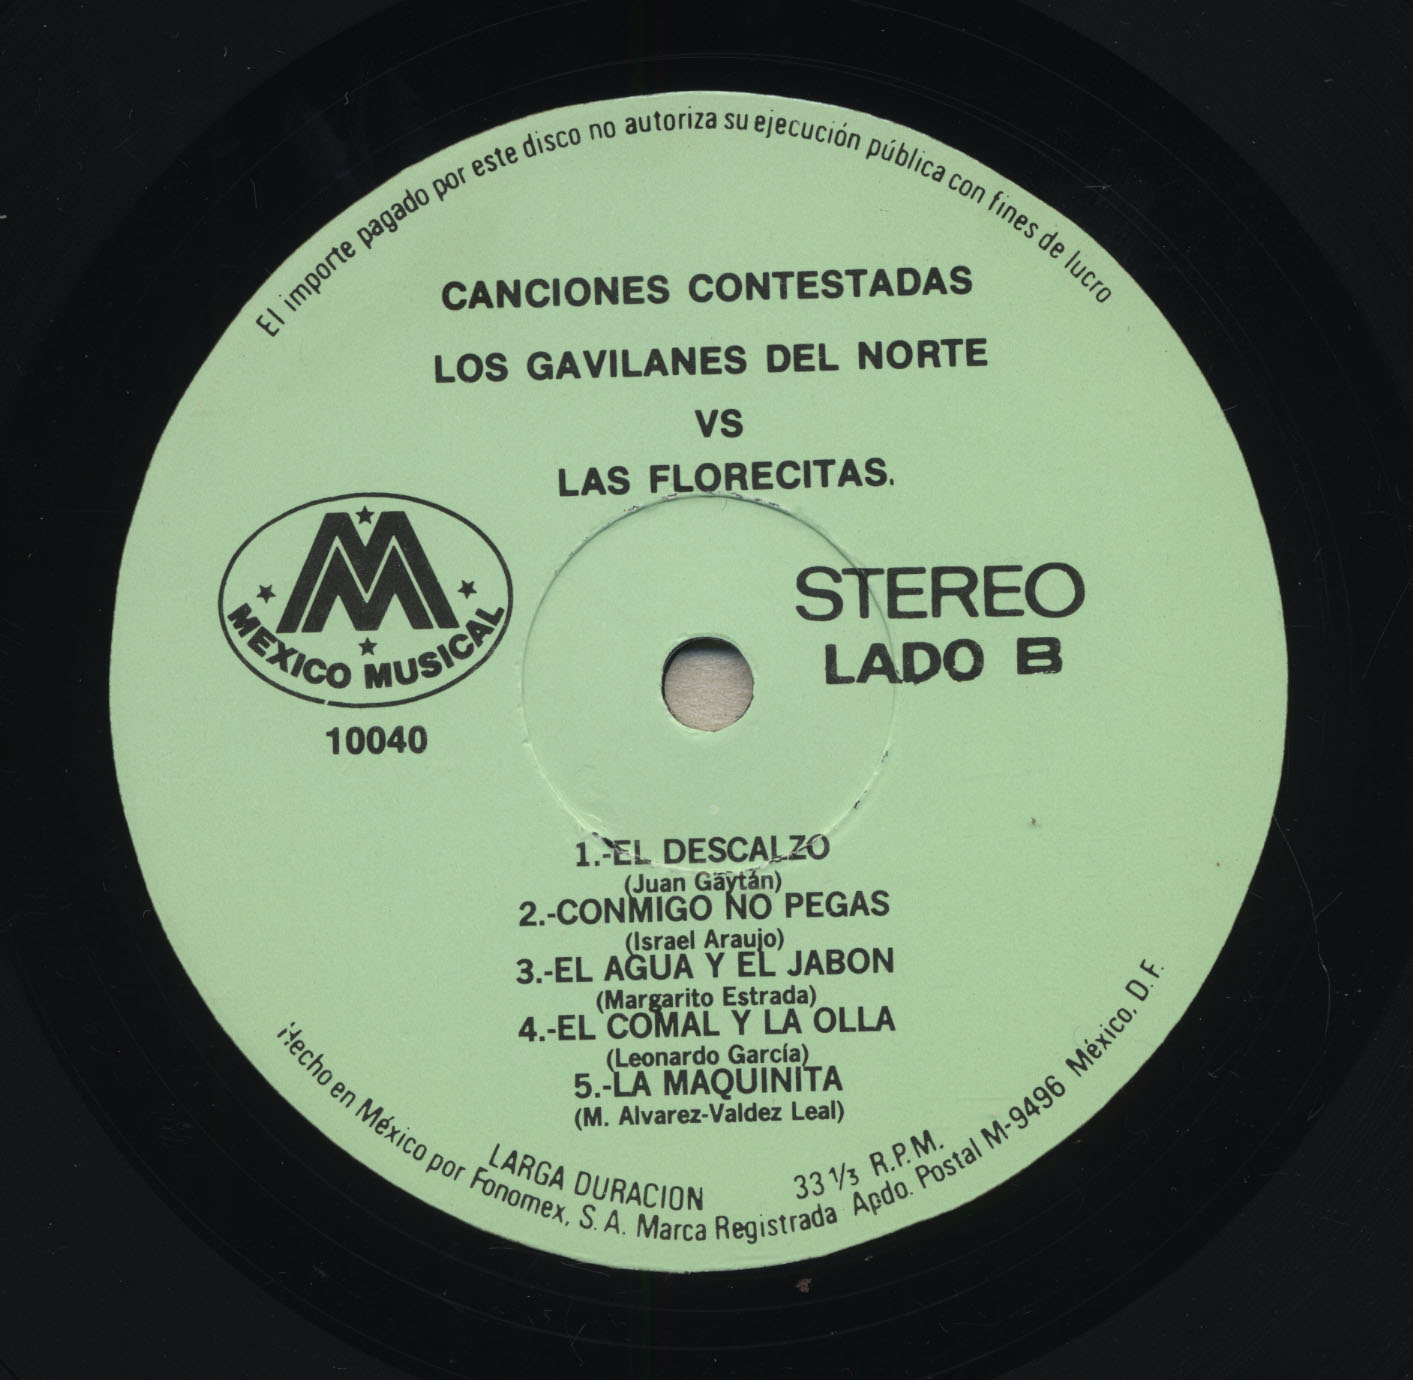 El importe pagado por este disco no autoriza su ejecución pública con fines de lucro
CANCIONES CONTESTADAS
LOS GAVILANES DEL NORTE
VS
LAS FLORECITAS.
MM
MEXICO MUSICAL
10040
STEREO
LADO B
1.-EL DESCALZO
(Juan Gaytán)
2.-CONMIGO NO PEGAS
(Israel Araujo)
3.-EL AGUA Y EL JABON
(Margarito Estrada)
4.-EL COMAL Y LA OLLA
(Leonardo García)
5.-LA MAQUINITA
(M. Alvarez-Valdez Leal)
LARGA DURACION 33 1/3 R.P.M.
Hecho en México por Fonomex, S.A. Marca Registrada Apdo. Postal M-9496 México, D.F.